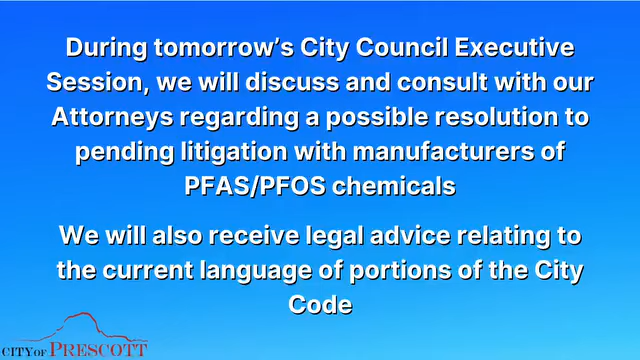 During tomorrow’s City Council Executive
Session, we will discuss and consult with our
Attorneys regarding a possible resolution to
pending litigation with manufacturers of
PFAS/PFOS chemicals
We will also receive legal advice relating to
the current language of portions of the City
Code
CITY OF PRESCOTT